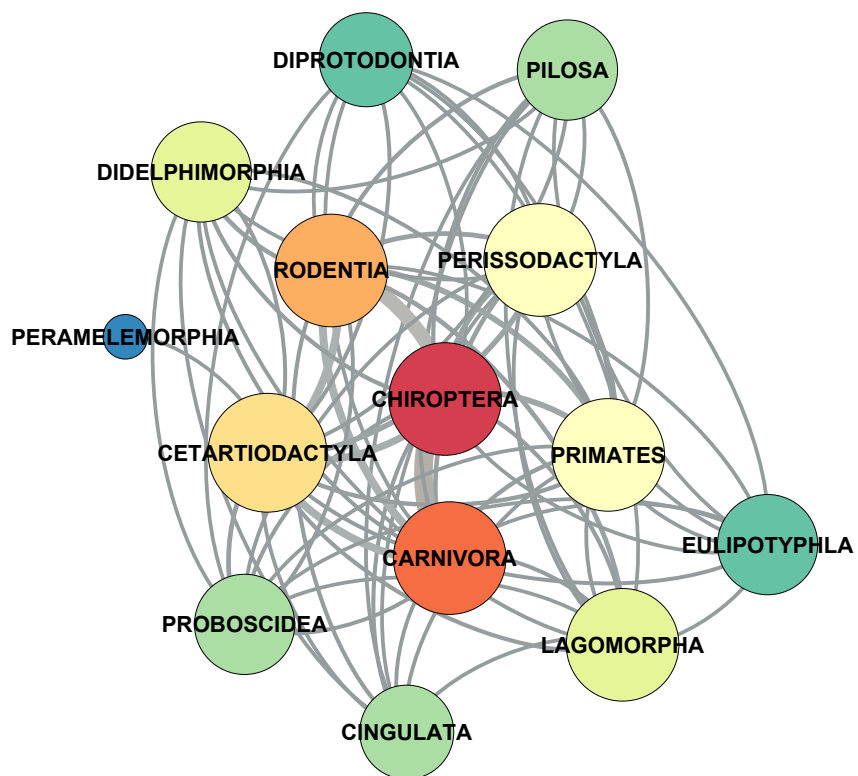 DIPROTODONTIA
PILOSA
DIDELPHIMORPHIA
RODENTIA
PERISSODACTYLA
PERAMELEMORPHIA
CHIROPTERA
CETARTIODACTYLA
PRIMATES
CARNIVORA
EULIPOTYPHLA
PROBOSCIDEA
LAGOMORPHA
CINGULATA